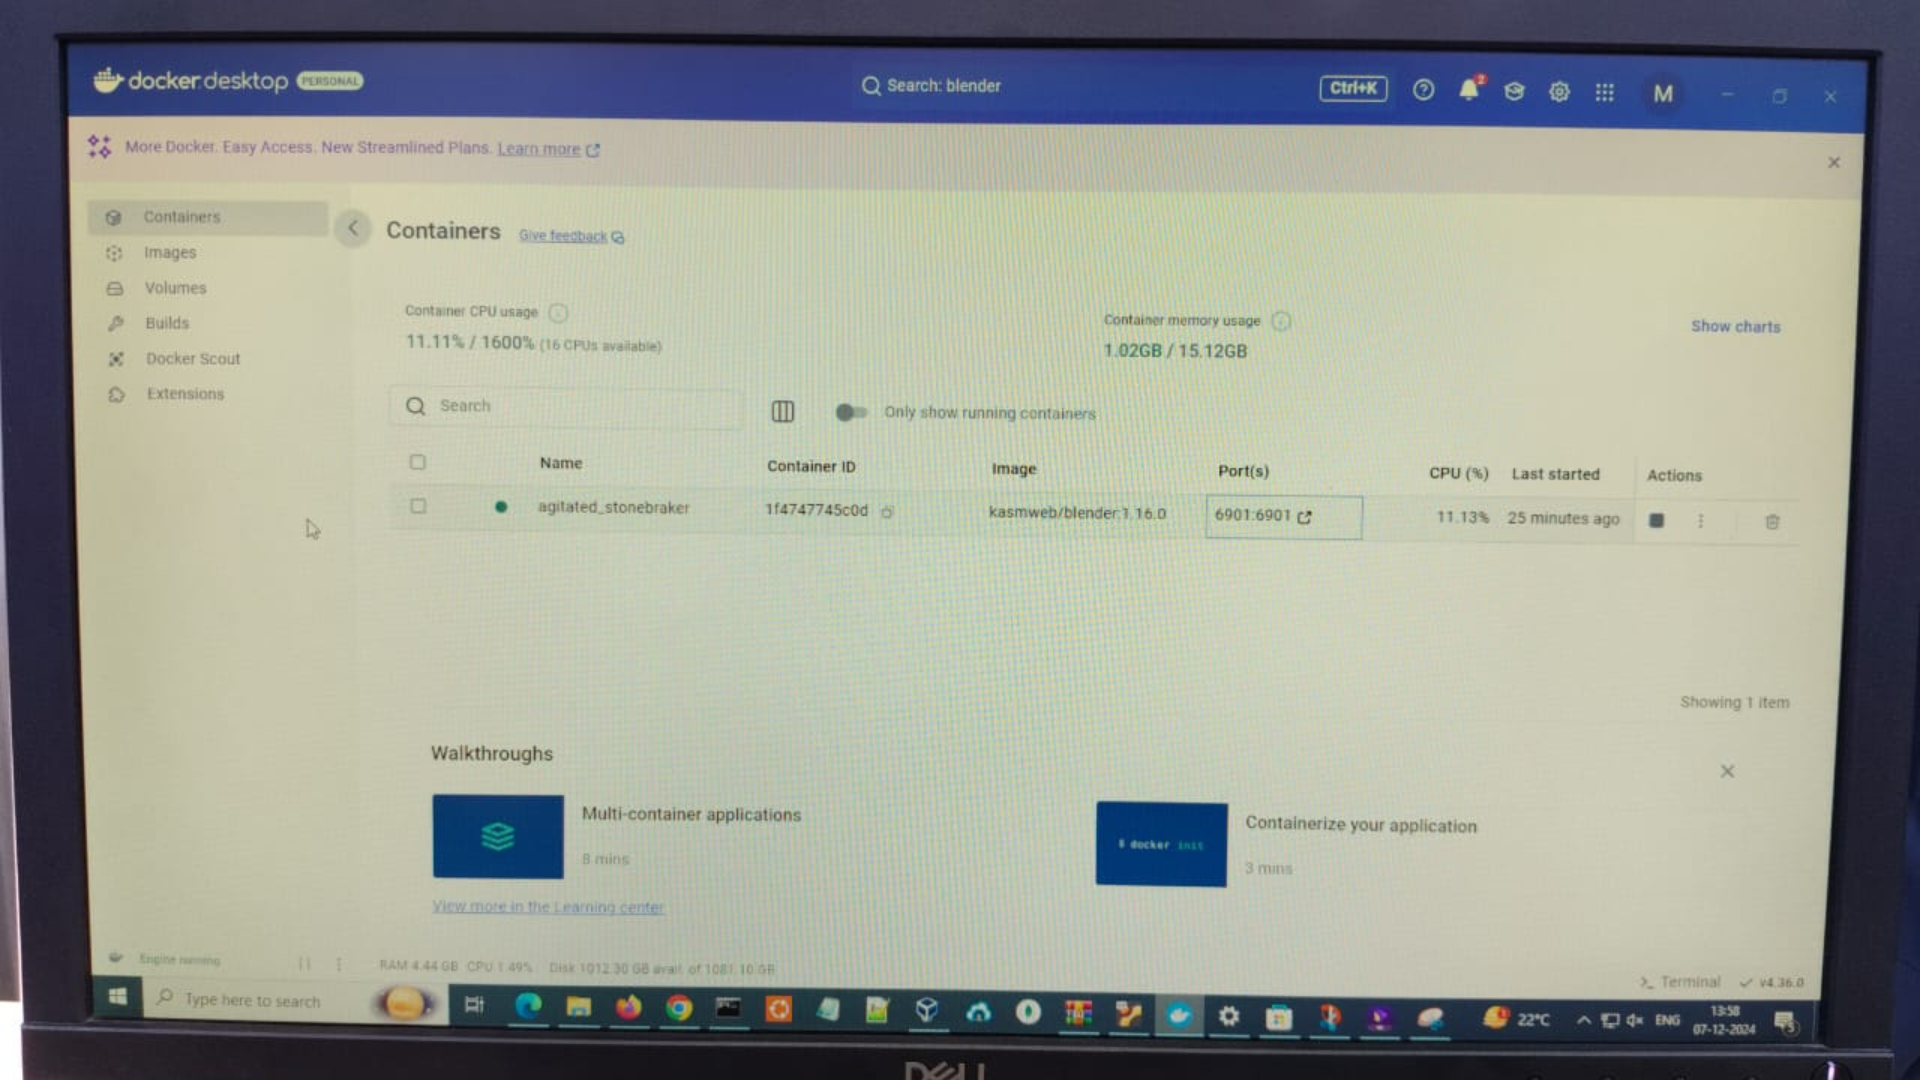 docker desktop PERSONAL
Search: blender
Ctrl+K
2
M
More Docker. Easy Access. New Streamlined Plans. Learn more
Containers
Images
Volumes
Builds
Docker Scout
Extensions
Containers Give feedback
Container CPU usage
11.11% / 1600% (16 CPUs available)
Container memory usage
1.02GB / 15.12GB
Show charts
Search
Only show running containers
Name Container ID Image Port(s) CPU (%) Last started Actions
agitated_stonebraker 1f4747745c0d kasmweb/blender:1.16.0 6901:6901 11.13% 25 minutes ago
Showing 1 item
Walkthroughs
Multi-container applications
8 mins
$ docker init
Containerize your application
3 mins
View more in the Learning center
Engine running
RAM 4.44 GB CPU 1.49% Disk 1012.30 GB avail. of 1081.10 GB
Terminal v4.36.0
Type here to search
22°C
ENG
13:58
07-12-2024
5
DELL